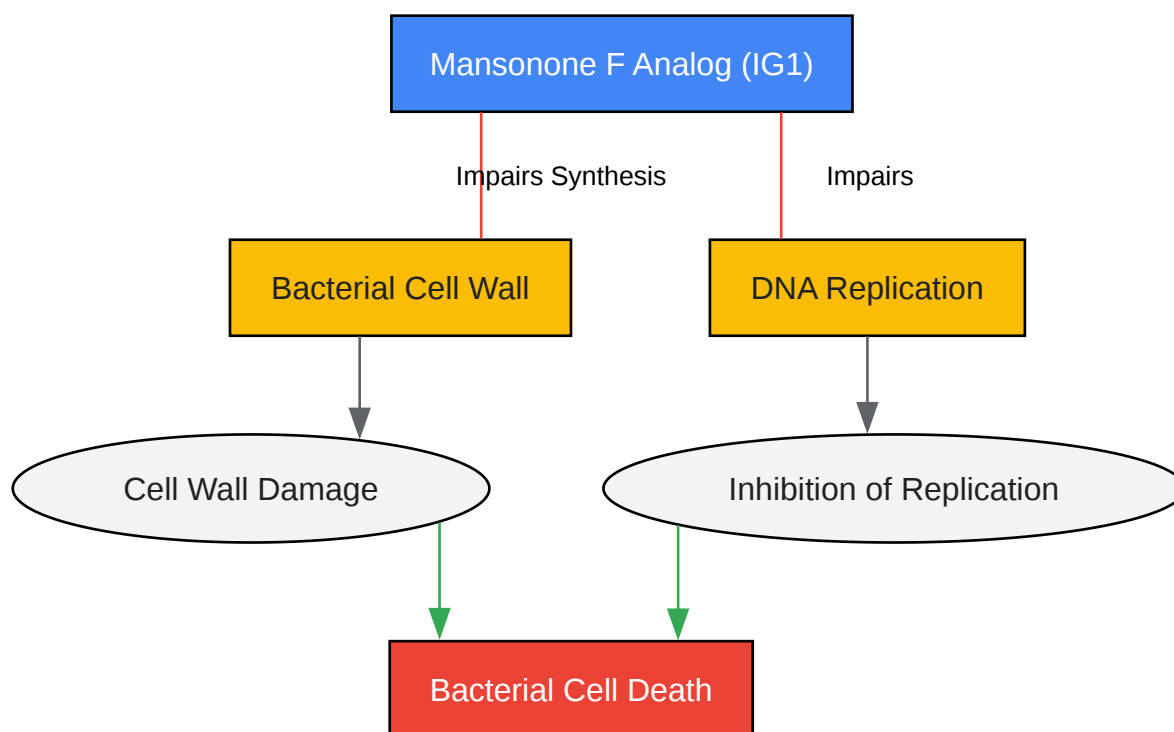 Mansonone F Analog (IG1)
Impairs Synthesis
Impairs
Bacterial Cell Wall
DNA Replication
Cell Wall Damage
Inhibition of Replication
Bacterial Cell Death